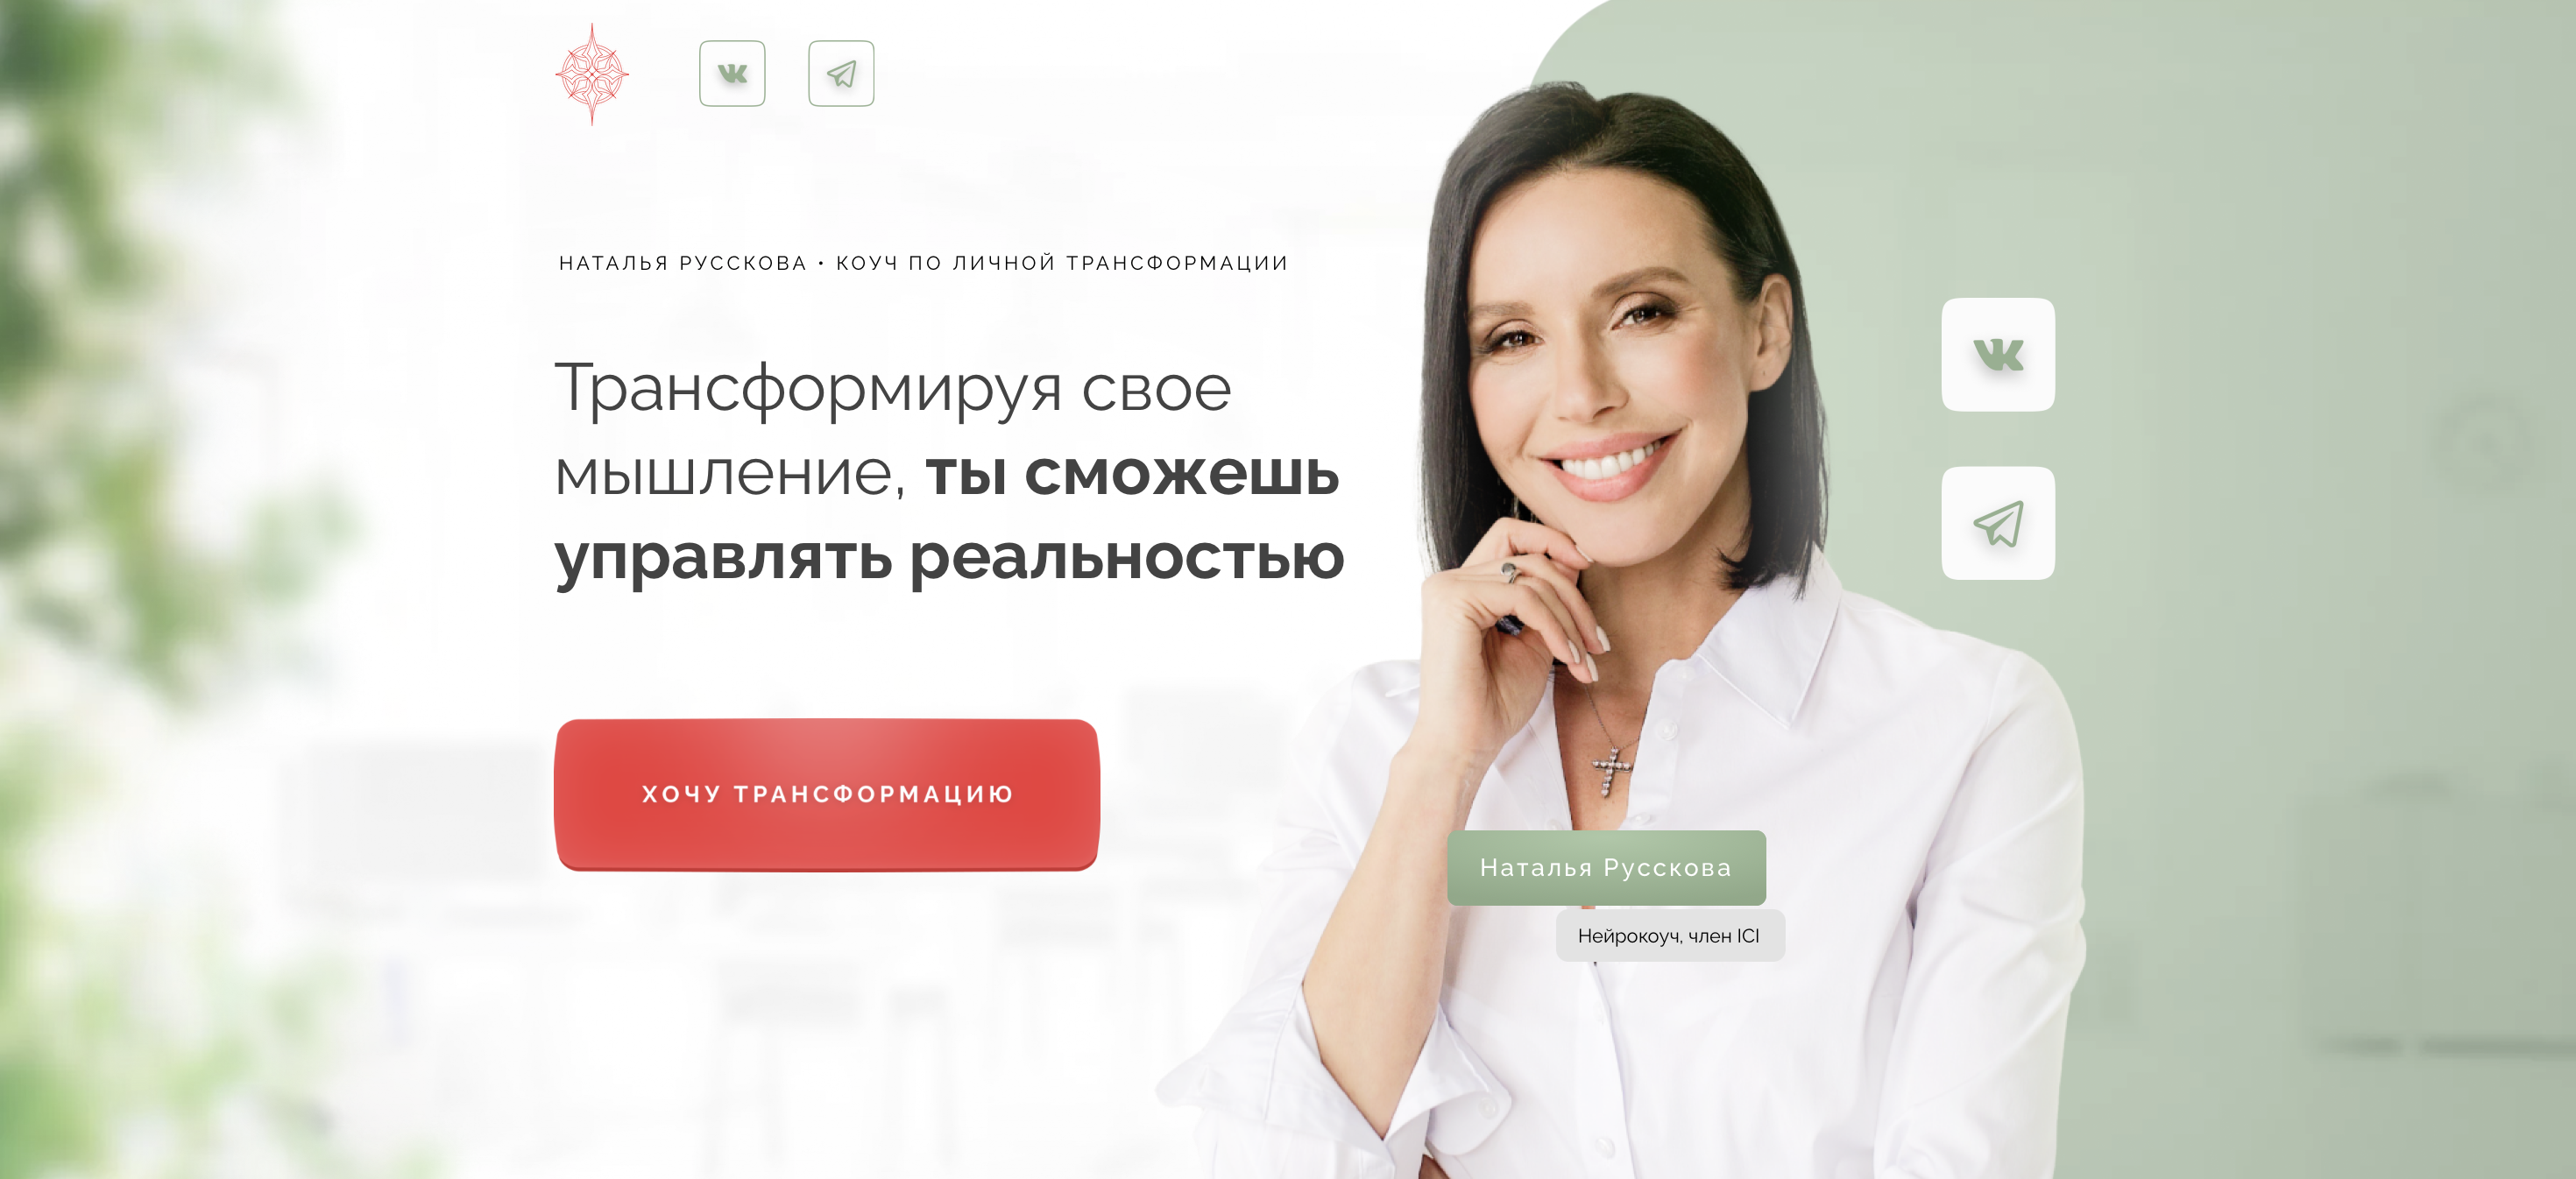 НАТАЛЬЯ РУССКОВА • КОУЧ ПО ЛИЧНОЙ ТРАНСФОРМАЦИИ
Трансформируя свое
мышление, ты сможешь
управлять реальностью
ХОЧУ ТРАНСФОРМАЦИЮ
Наталья Русскова
Нейрокоуч, член ICI